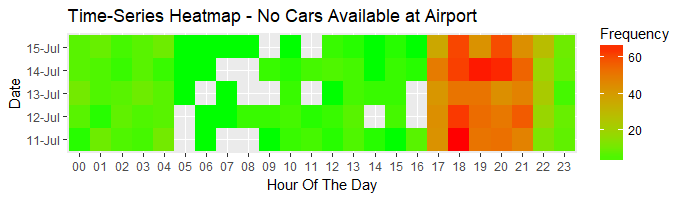 Time-Series Heatmap - No Cars Available at Airport
Frequency
60
40
20
Date
15-Jul
14-Jul
13-Jul
12-Jul
11-Jul
00 01 02 03 04 05 06 07 08 09 10 11 12 13 14 15 16 17 18 19 20 21 22 23
Hour Of The Day